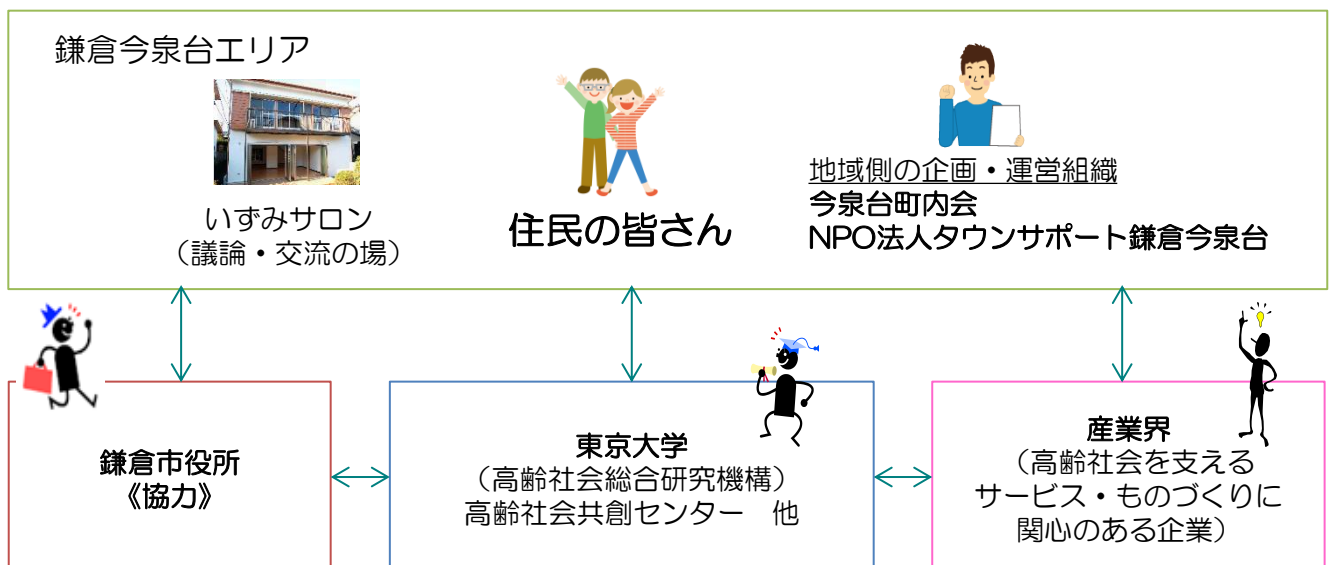 鎌倉今泉台エリア
いずみサロン
（議論・交流の場）
住民の皆さん
地域側の企画・運営組織
今泉台町内会
NPO法人タウンサポート鎌倉今泉台
鎌倉市役所
《協力》
東京大学
（高齢社会総合研究機構）
高齢社会共創センター　他
産業界
（高齢社会を支える
サービス・ものづくりに
関心のある企業）